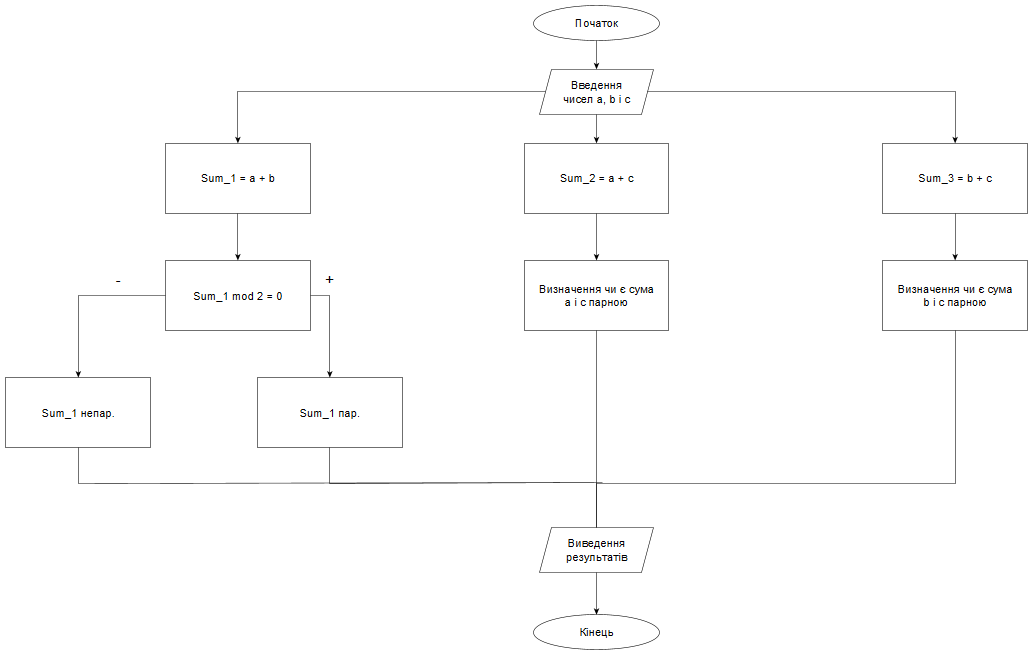 Початок
Введення
чисел a, b і c
Sum_1 = a + b
Sum_2 = a + c
Sum_3 = b + c
-
+
Sum_1 mod 2 = 0
Визначення чи є сума
a і c парною
Визначення чи є сума
b і c парною
Sum_1 непар.
Sum_1 пар.
Виведення
результатів
Кінець